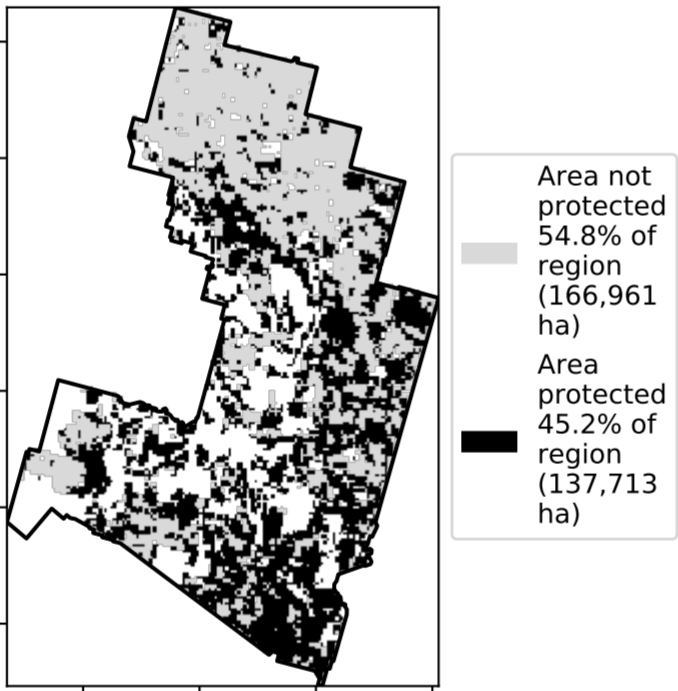 Area not
protected
54.8% of
region
(166,961
ha)
Area
protected
45.2% of
region
(137,713
ha)